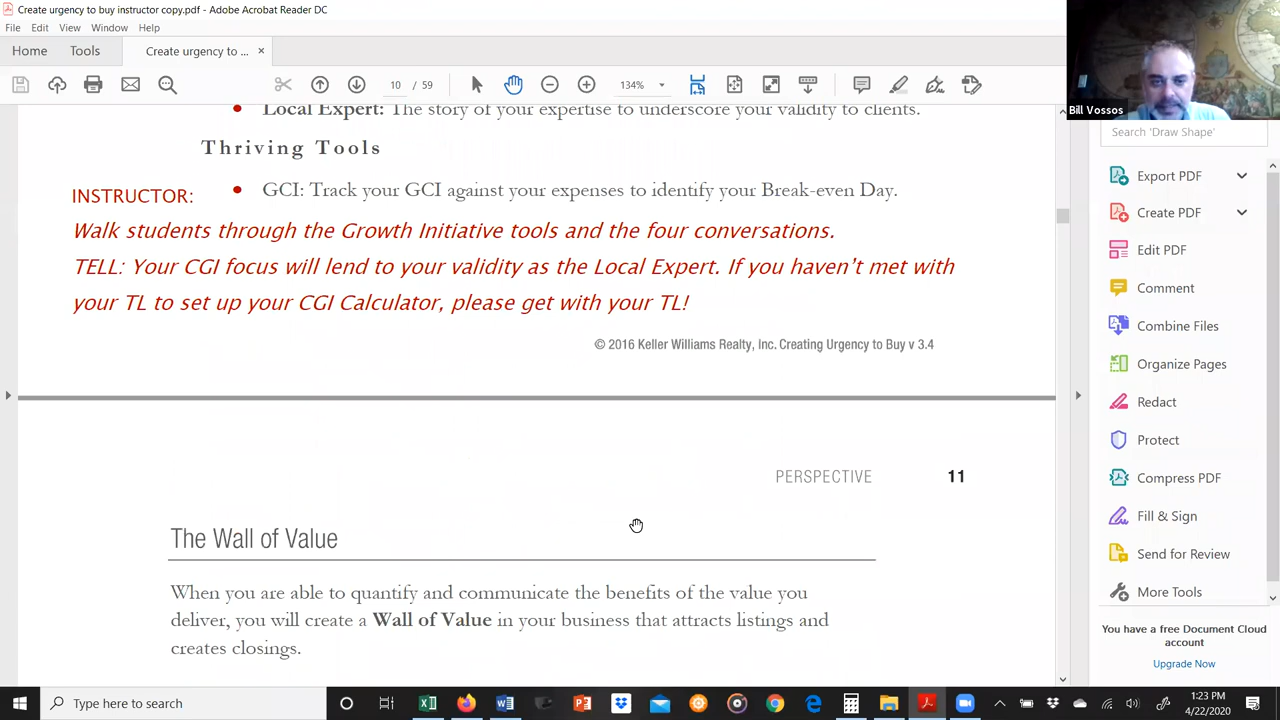 Create urgency to buy instructor copy.pdf - Adobe Acrobat Reader DC
File Edit View Window Help
Home Tools Create urgency to ... ×
10 / 59 134%
Bill Vossos
• Local Expert: The story of your expertise to underscore your validity to clients.
Thriving Tools
INSTRUCTOR: • GCI: Track your GCI against your expenses to identify your Break-even Day.
Walk students through the Growth Initiative tools and the four conversations.
TELL: Your CGI focus will lend to your validity as the Local Expert. If you haven't met with
your TL to set up your CGI Calculator, please get with your TL!
© 2016 Keller Williams Realty, Inc. Creating Urgency to Buy v 3.4
PERSPECTIVE 11
The Wall of Value
When you are able to quantify and communicate the benefits of the value you
deliver, you will create a Wall of Value in your business that attracts listings and
creates closings.
Search 'Draw Shape'
Export PDF
Create PDF
Edit PDF
Comment
Combine Files
Organize Pages
Redact
Protect
Compress PDF
Fill & Sign
Send for Review
More Tools
You have a free Document Cloud
account
Upgrade Now
Type here to search
1:23 PM
4/22/2020